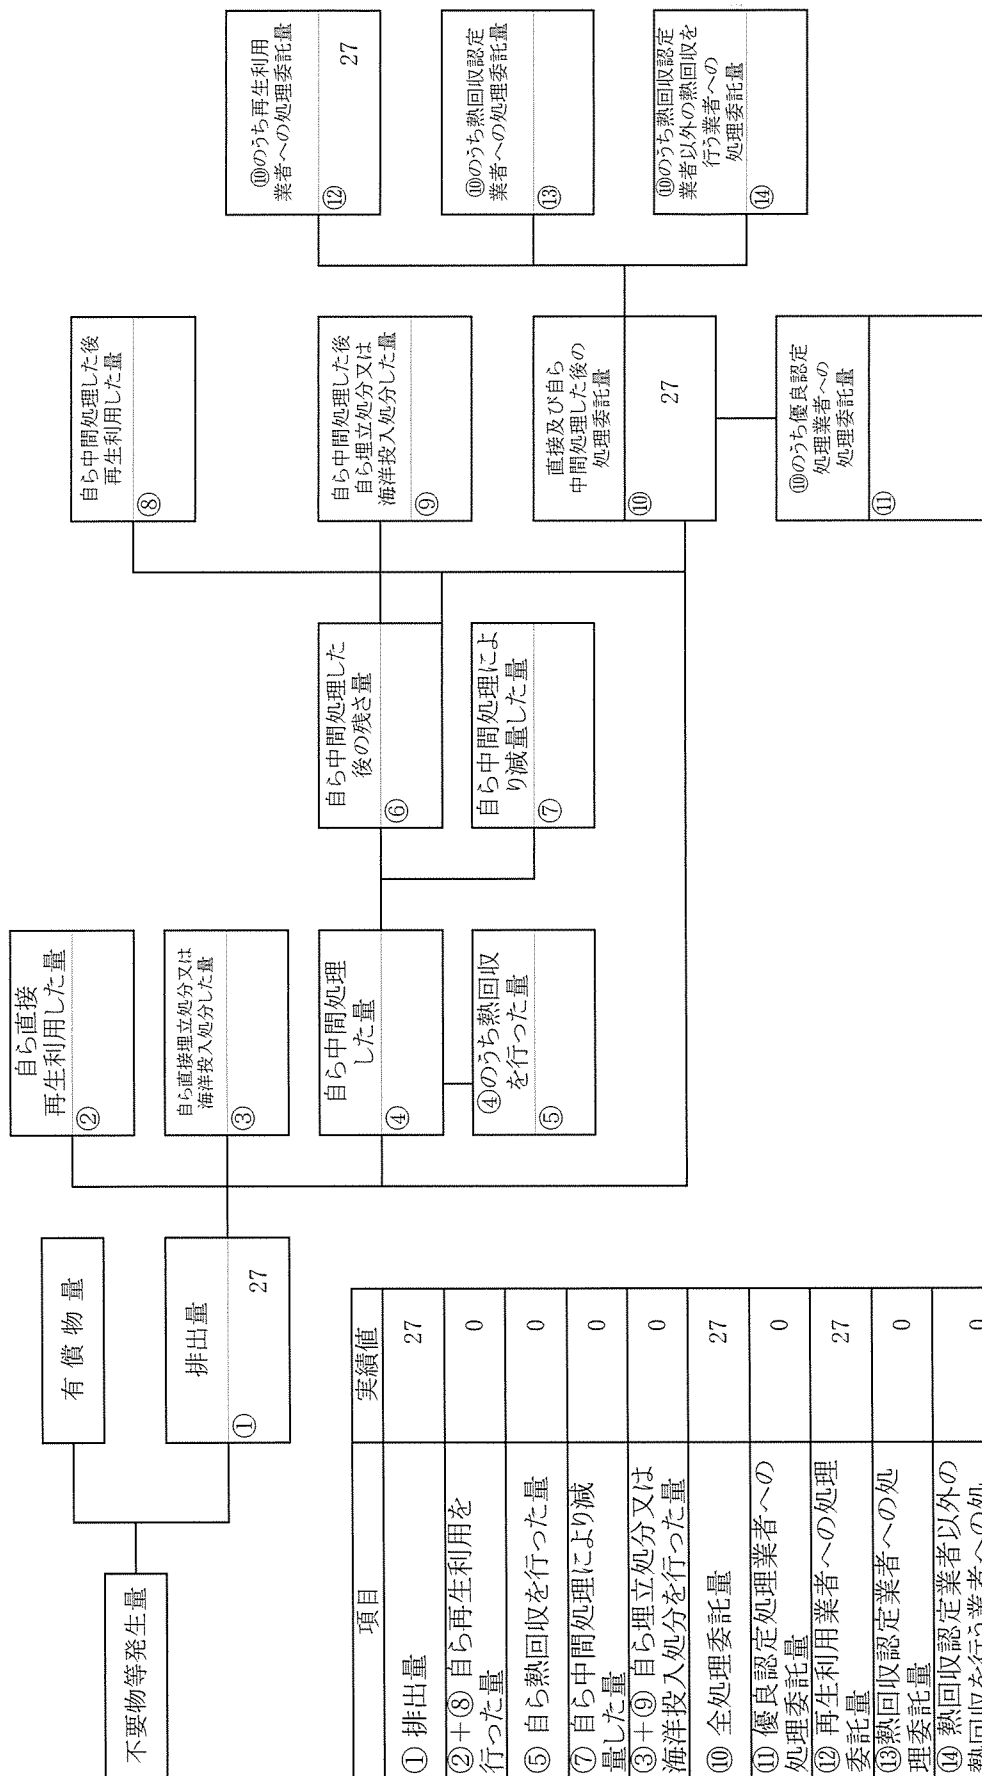 不要物等発生量
有償物量
排出量
① 27
自ら直接
再生利用した量
②
自ら直接埋立処分又は
海洋投入処分した量
③
自ら中間処理
した量
④
④のうち熱回収
を行った量
⑤
自ら中間処理した
後の残さ量
⑥
自ら中間処理によ
り減量した量
⑦
自ら中間処理した後
再生利用した量
⑧
自ら中間処理した後
自ら埋立処分又は
海洋投入処分した量
⑨
直接及び自ら
中間処理した後の
処理委託量
⑩ 27
⑩のうち優良認定
処理業者への
処理委託量
⑪
⑩のうち再生利用
業者への処理委託量
⑫ 27
⑩のうち熱回収認定
業者への処理委託量
⑬
⑩のうち熱回収認定
業者以外の熱回収を
行う業者への
処理委託量
⑭
項目 実績値
① 排出量 27
②+⑧ 自ら再生利用を
行った量 0
⑤ 自ら熱回収を行った量 0
⑦ 自ら中間処理により減
量した量 0
③+⑨ 自ら埋立処分又は
海洋投入処分を行った量 0
⑩ 全処理委託量 27
⑪ 優良認定処理業者への
処理委託量 0
⑫ 再生利用業者への処理
委託量 27
⑬熱回収認定業者への処
理委託量 0
⑭ 熱回収認定業者以外の
熱回収を行う業者への処 0